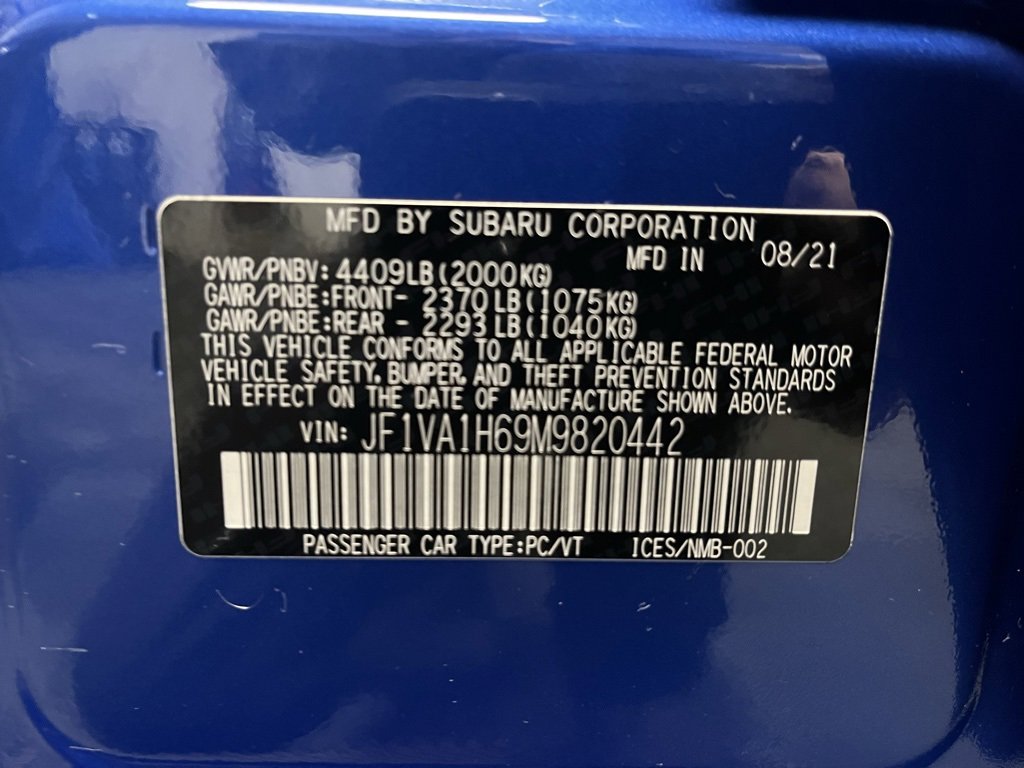 MFD BY SUBARU CORPORATION
MFD IN 08/21
GVWR/PNBV: 4409LB(2000KG)
GAWR/PNBE:FRONT- 2370LB(1075KG)
GAWR/PNBE:REAR - 2293LB(1040KG)
THIS VEHICLE CONFORMS TO ALL APPLICABLE FEDERAL MOTOR
VEHICLE SAFETY, BUMPER, AND THEFT PREVENTION STANDARDS
IN EFFECT ON THE DATE OF MANUFACTURE SHOWN ABOVE.
VIN: JF1VA1H69M9820442
PASSENGER CAR TYPE:PC/VT ICES/NMB-002